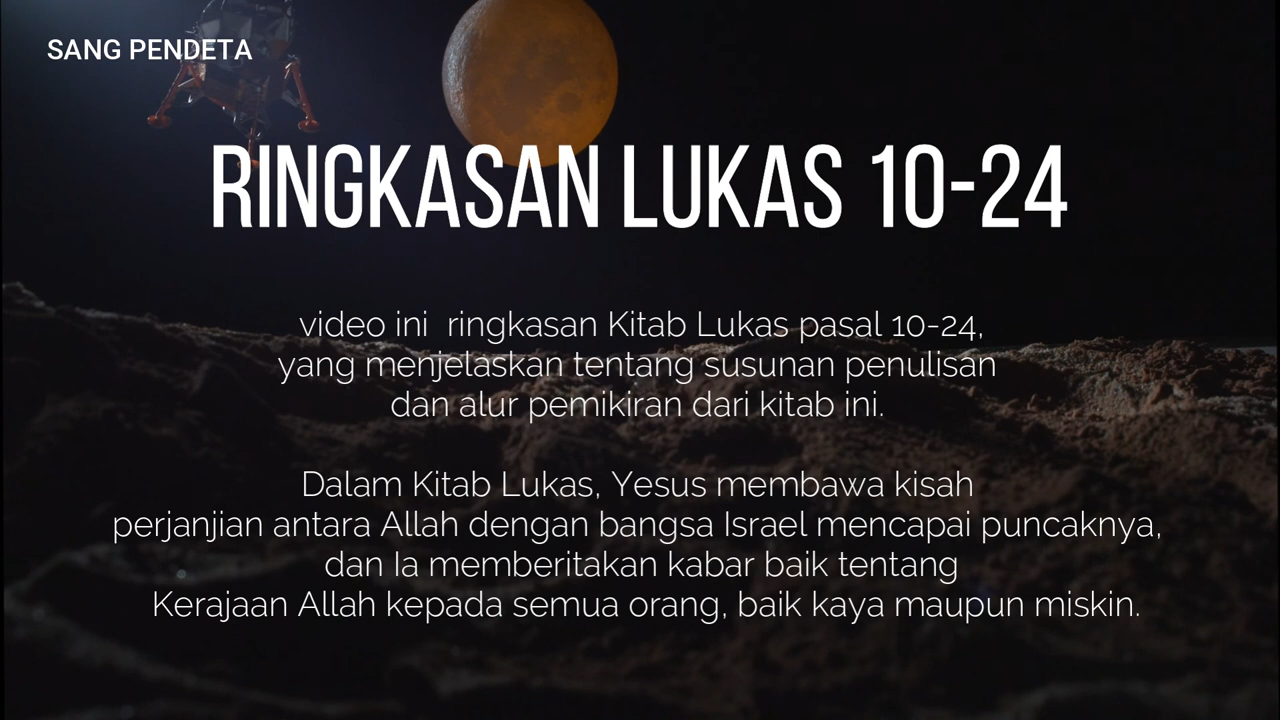 SANG PENDETA
RINGKASAN LUKAS 10-24
video ini  ringkasan Kitab Lukas pasal 10-24,
yang menjelaskan tentang susunan penulisan
dan alur pemikiran dari kitab ini.
Dalam Kitab Lukas, Yesus membawa kisah
perjanjian antara Allah dengan bangsa Israel mencapai puncaknya,
dan Ia memberitakan kabar baik tentang
Kerajaan Allah kepada semua orang, baik kaya maupun miskin.